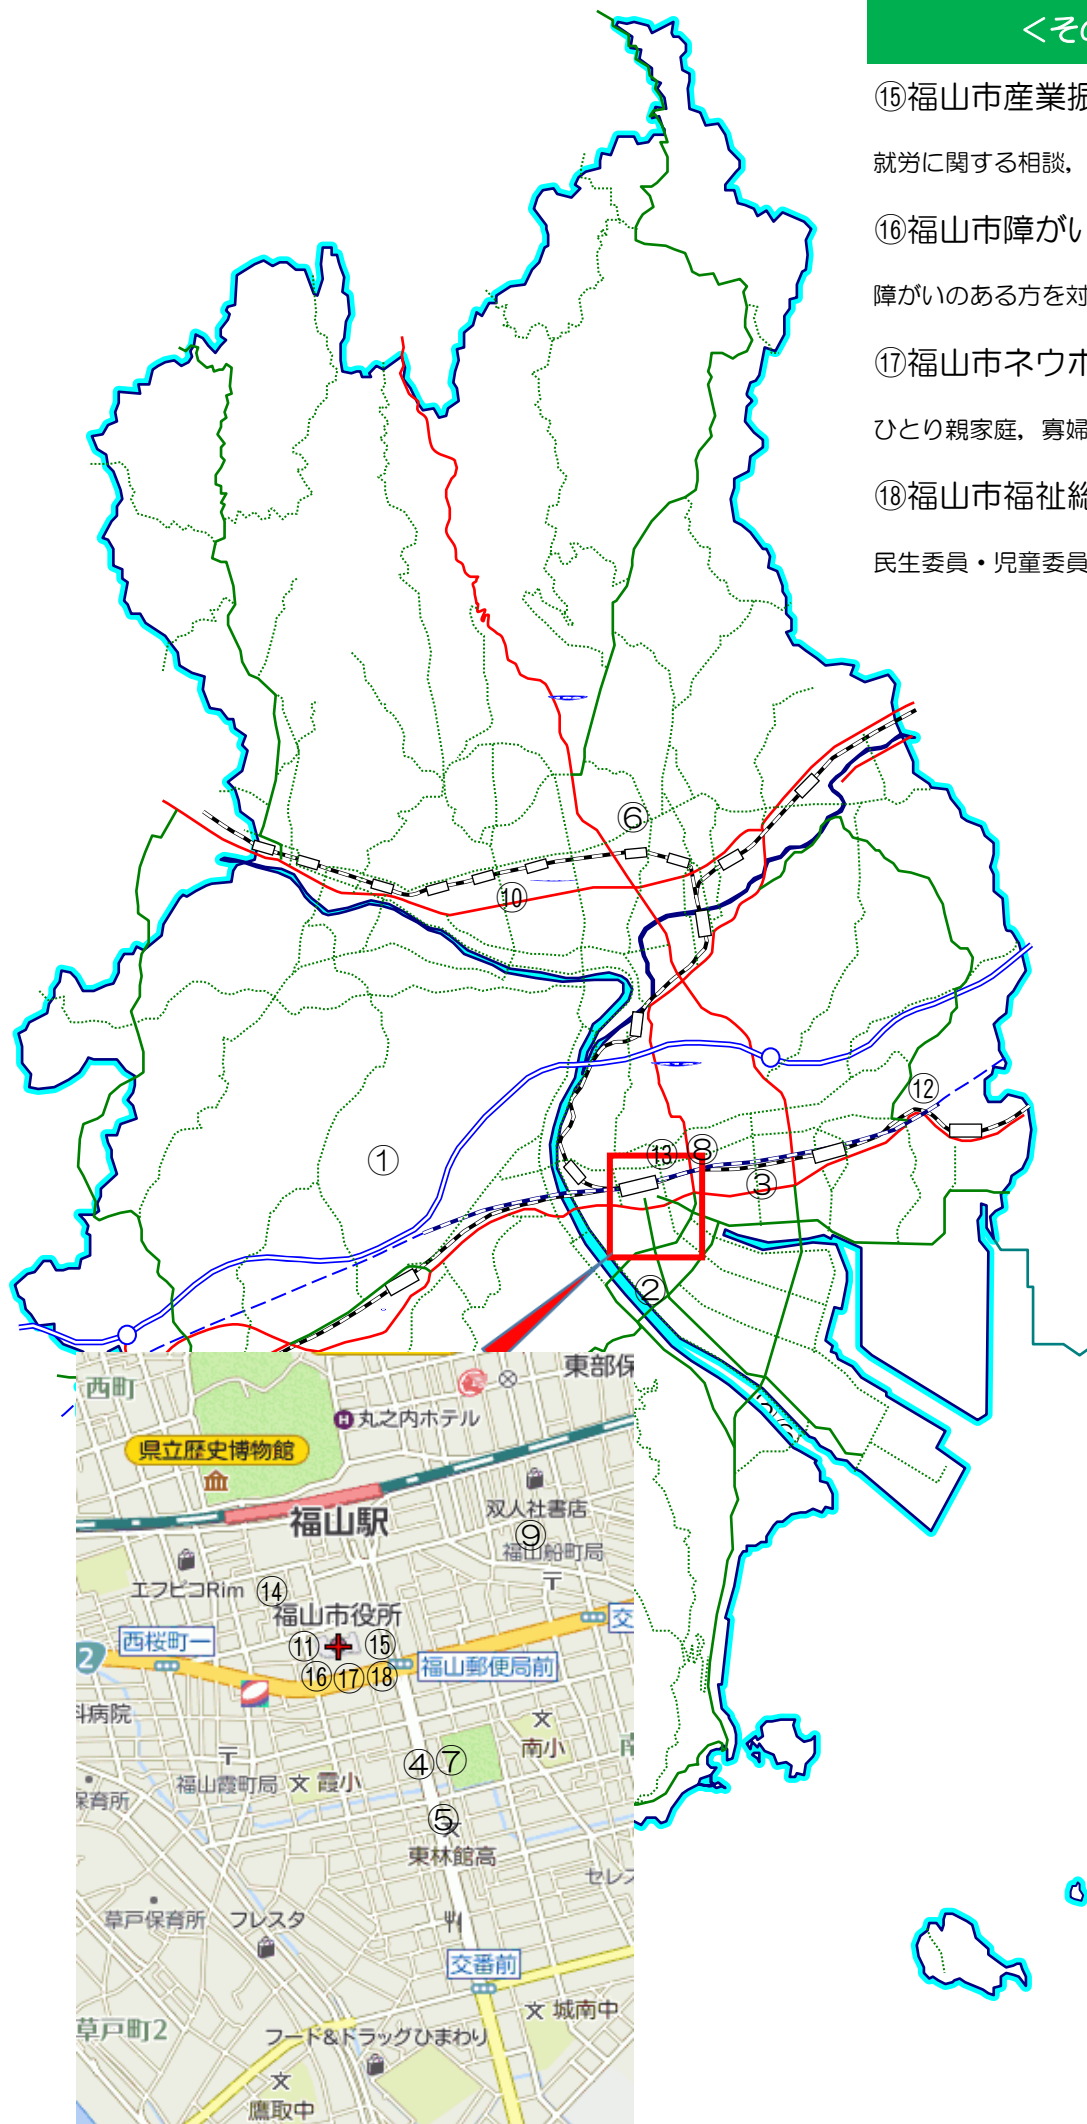 <その
⑮福山市産業振
就労に関する相談,
⑯福山市障がい
障がいのある方を対
⑰福山市ネウボ
ひとり親家庭, 寡婦
⑱福山市福祉総
民生委員・児童委員
⑥
⑩
⑫
①
⑬
⑧
③
②
東部保
西町
丸之内ホテル
県立歴史博物館
福山駅
双人社書店
⑨
福山船町局
エフピコRim
⑭
福山市役所
交
西桜町一
⑪
⑮
2
⑯
⑰
⑱
福山郵便局前
科病院
南小
福山霞町局
霞小
④
⑦
保育所
⑤
東林館高
セレス
草戸保育所
フレスタ
交番前
城南中
草戸町2
フード&ドラッグひまわり
鷹取中